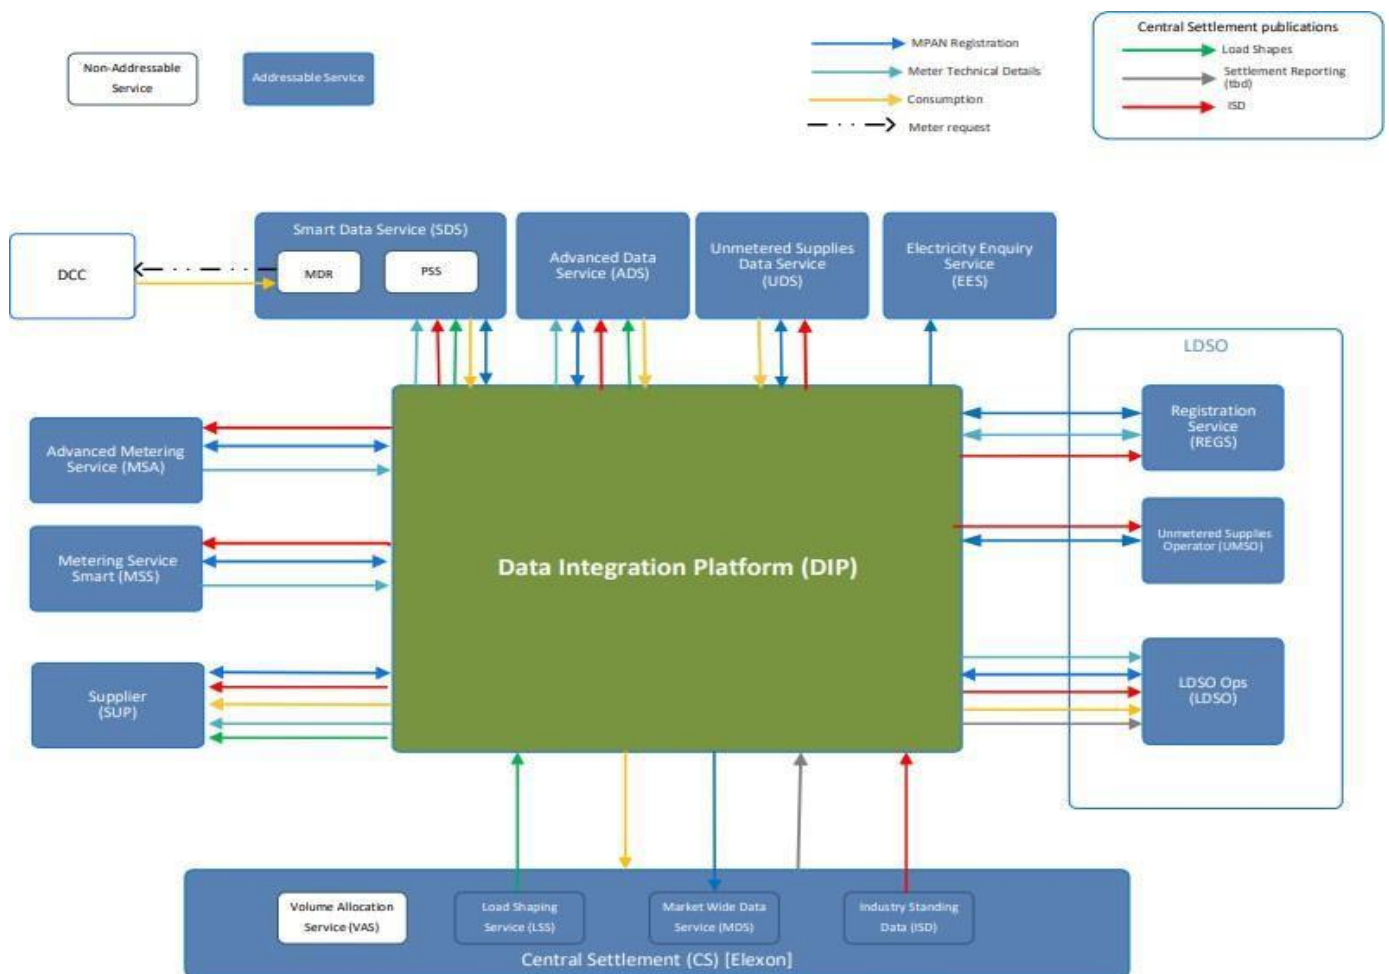 Non-Addressable
Service
Addressable Service
MPAN Registration
Meter Technical Details
Consumption
Meter request
Central Settlement publications
Load Shapes
Settlement Reporting
(tbd)
ISD
DCC
Smart Data Service (SDS)
MDR
PSS
Advanced Data
Service (ADS)
Unmetered Supplies
Data Service
(UDS)
Electricity Enquiry
Service
(EES)
LDSO
Registration
Service
(REGS)
Advanced Metering
Service (MSA)
Unmetered Supplies
Operator (UMSO)
Metering Service
Smart (MSS)
Data Integration Platform (DIP)
Supplier
(SUP)
LDSO Ops
(LDSO)
Volume Allocation
Service (VAS)
Load Shaping
Service (LSS)
Market Wide Data
Service (MDS)
Industry Standing
Data (ISD)
Central Settlement (CS) [Elexon]